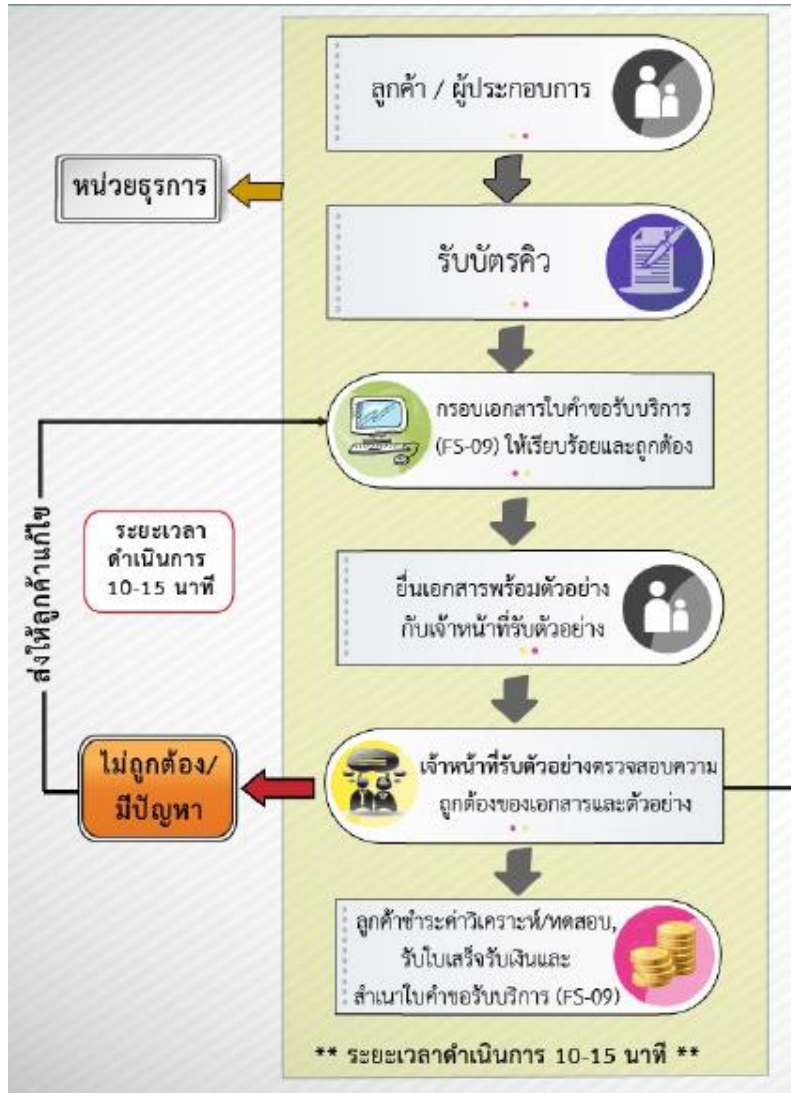 ลูกค้า / ผู้ประกอบการ
หน่วยธุรการ
รับบัตรคิว
กรอบเอกสารใบคำขอรับบริการ
(FS-09) ให้เรียบร้อยและถูกต้อง
ส่งให้ลูกค้าแก้ไข
ระยะเวลา
ดำเนินการ
10-15 นาที
ยื่นเอกสารพร้อมตัวอย่าง
กับเจ้าหน้าที่รับตัวอย่าง
ไม่ถูกต้อง/
มีปัญหา
เจ้าหน้าที่รับตัวอย่างตรวจสอบความ
ถูกต้องของเอกสารและตัวอย่าง
ลูกค้าชำระค่าวิเคราะห์/ทดสอบ,
รับใบเสร็จรับเงินและ
สำเนาใบคำขอรับบริการ (FS-09)
** ระยะเวลาดำเนินการ 10-15 นาที **